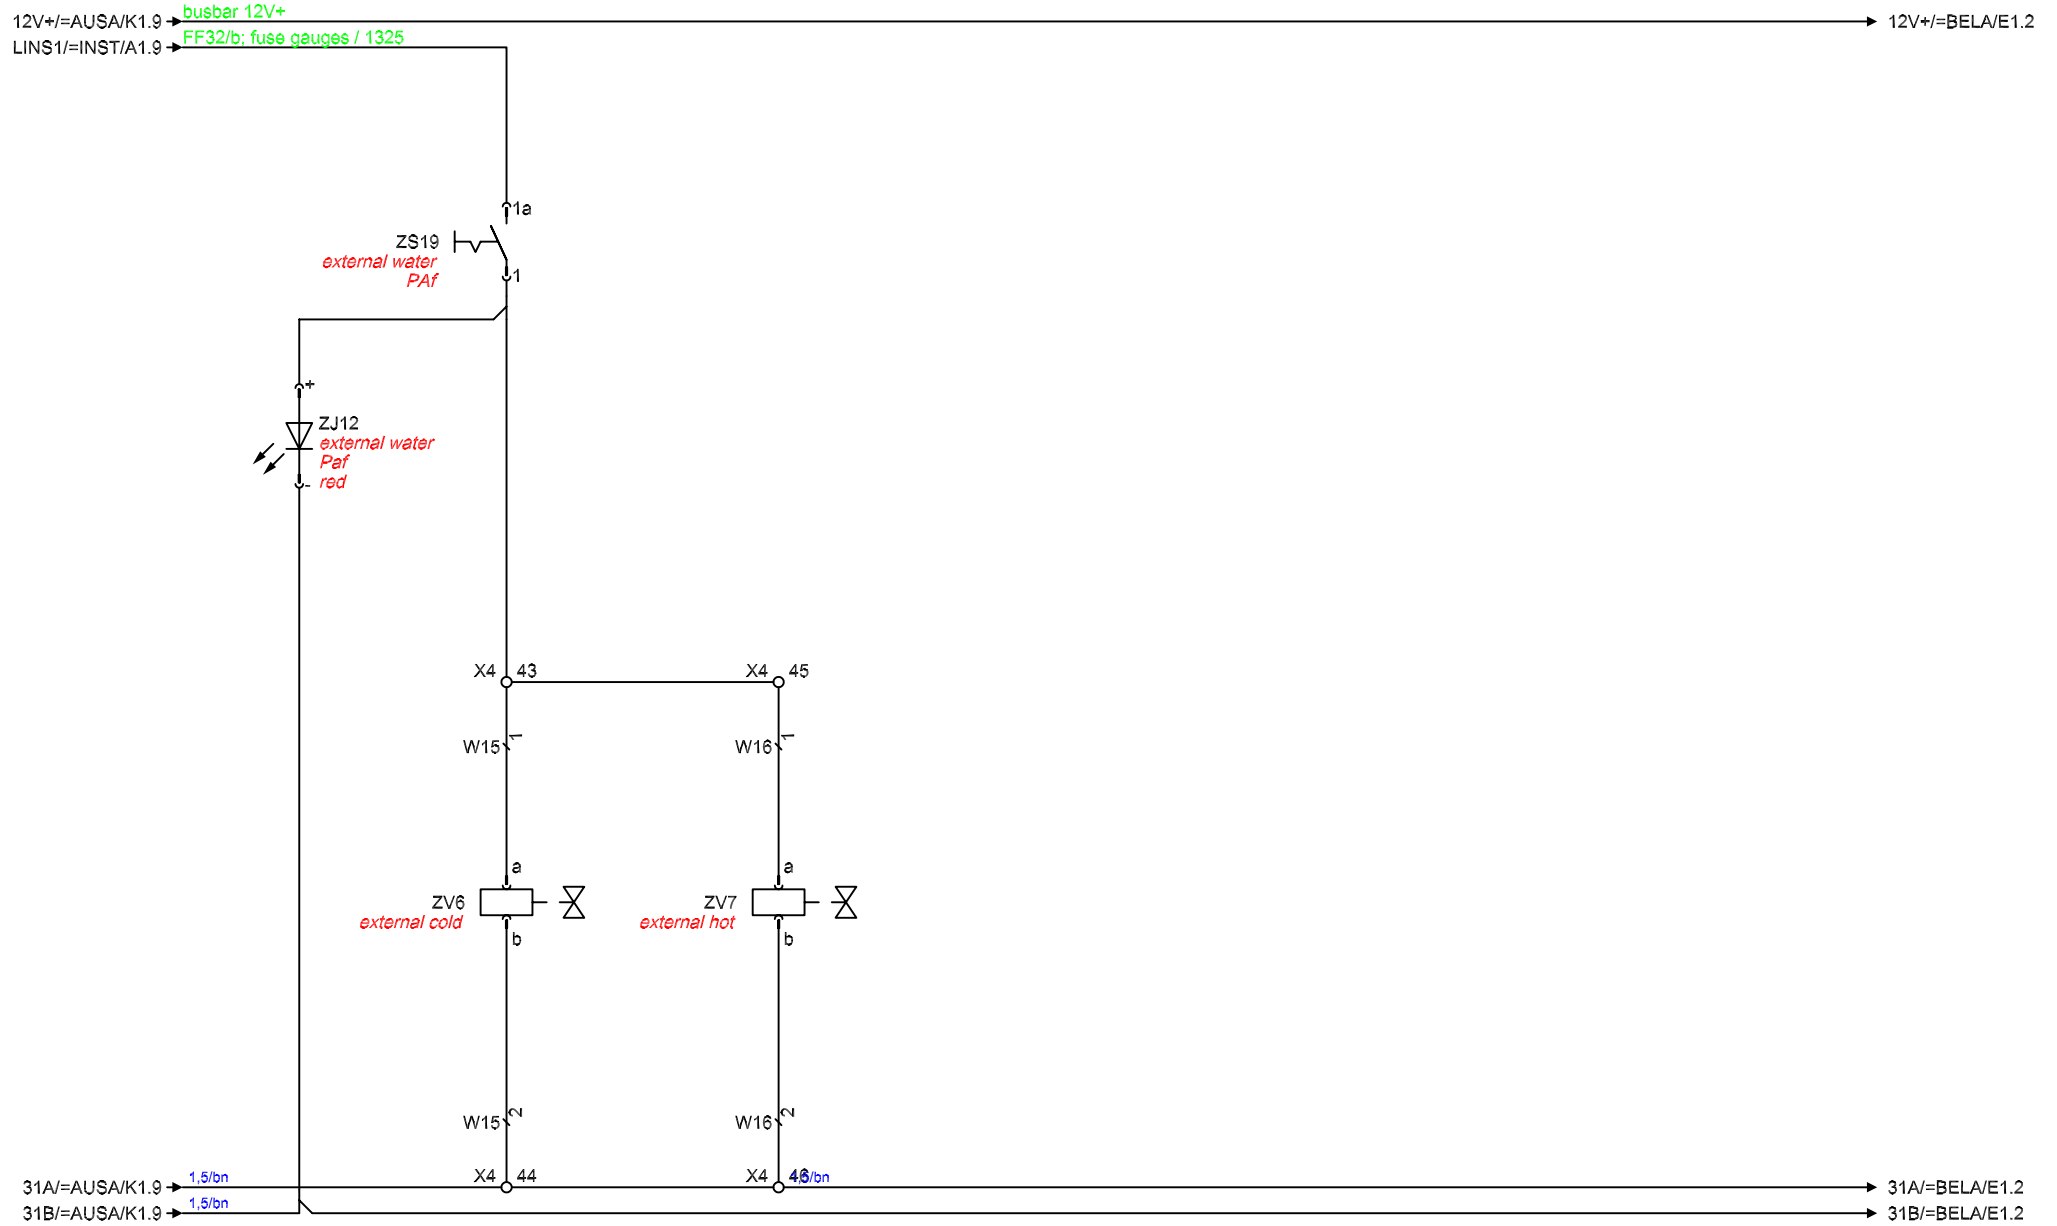 12V+/=AUSA/K1.9
busbar 12V+
12V+/=BELA/E1.2
LINS1/=INST/A1.9
FF32/b; fuse gauges / 1325
1a
ZS19
external water
PAf
1
+
ZJ12
external water
Paf
red
-
X4 43
X4 45
W15 1
W16 1
a
a
ZV6
external cold
ZV7
external hot
b
b
W15 2
W16 2
31A/=AUSA/K1.9
1,5/bn
X4 44
X4 46
1,5/bn
31A/=BELA/E1.2
31B/=AUSA/K1.9
1,5/bn
31B/=BELA/E1.2